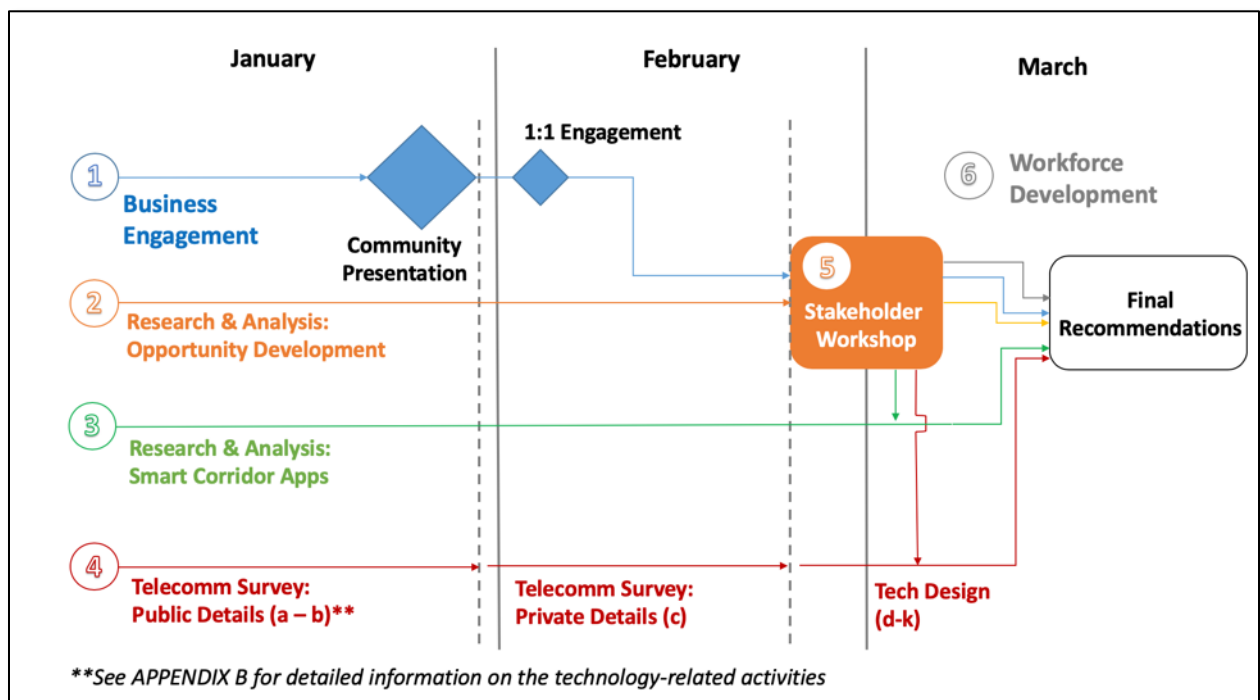 January
February
March
1:1 Engagement
1
Business
Engagement
Community
Presentation
6
Workforce
Development
2
Research & Analysis:
Opportunity Development
5
Stakeholder
Workshop
Final
Recommendations
3
Research & Analysis:
Smart Corridor Apps
4
Telecomm Survey:
Public Details (a – b)**
Telecomm Survey:
Private Details (c)
Tech Design
(d-k)
**See APPENDIX B for detailed information on the technology-related activities